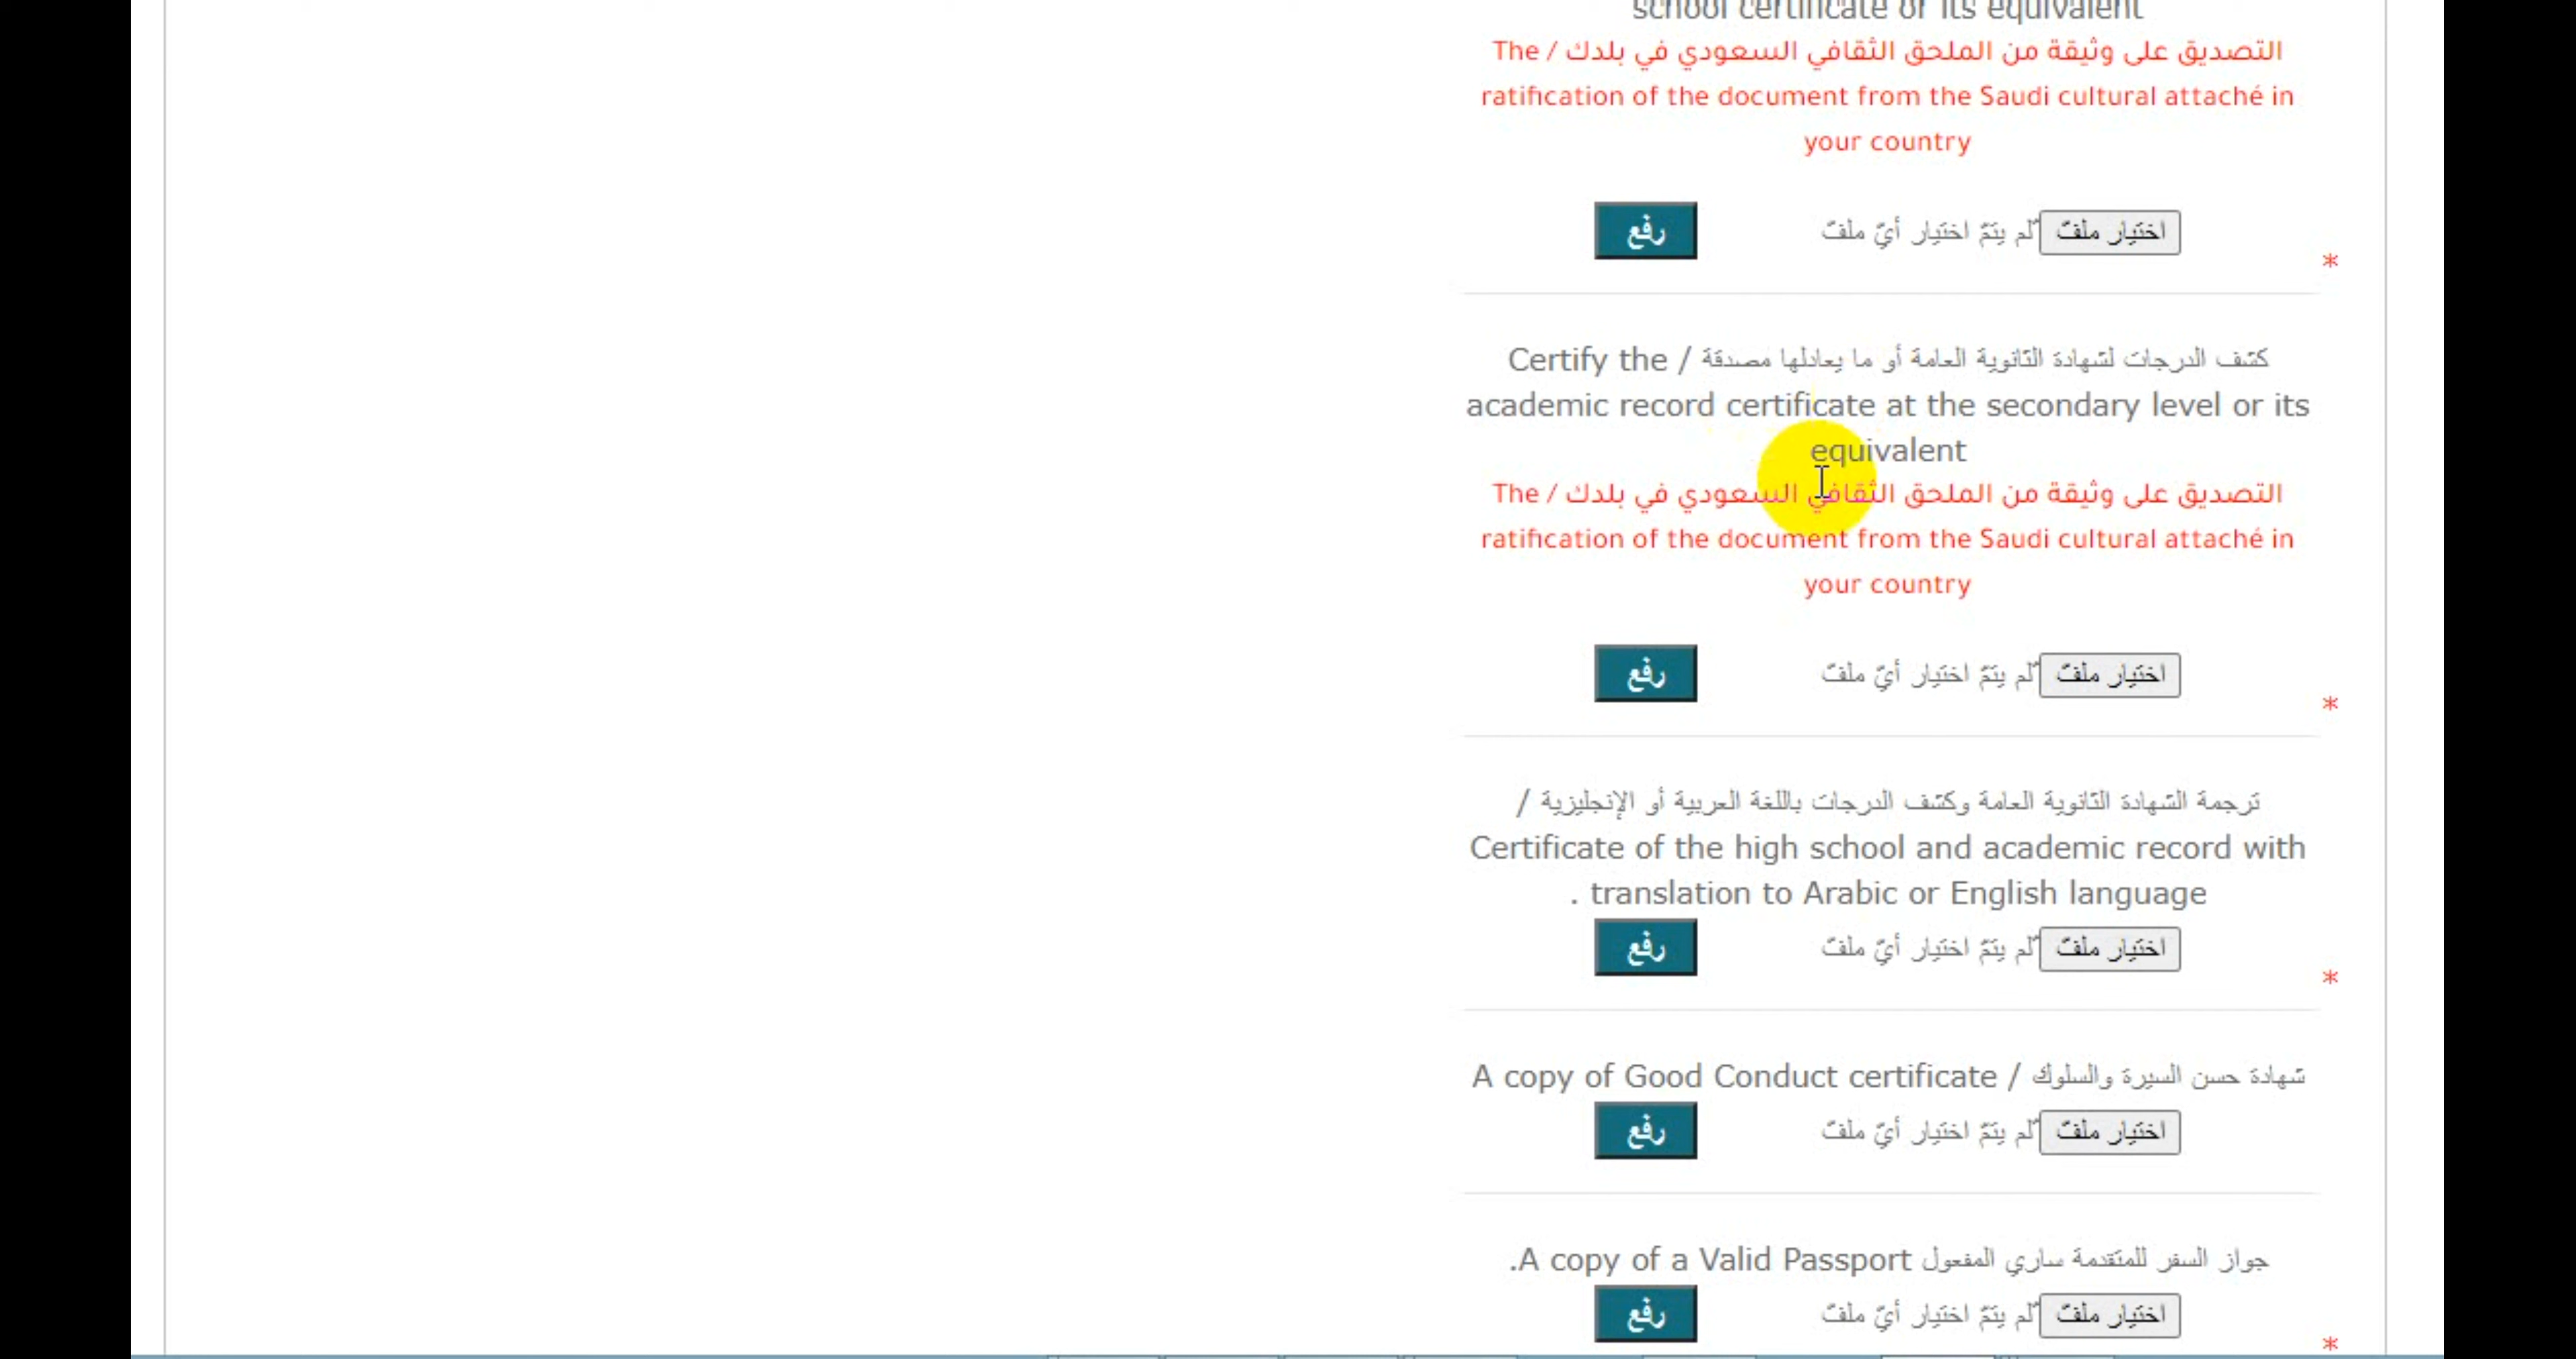 school certificate or its equivalent
التصديق على وثيقة من الملحق الثقافي السعودي في بلدك / The
ratification of the document from the Saudi cultural attaché in
your country
اختيار ملفّ لم يتمّ اختيار أيّ ملفّ رفع
*
كشف الدرجات لشهادة الثانوية العامة أو ما يعادلها مصدقة / Certify the
academic record certificate at the secondary level or its
equivalent
التصديق على وثيقة من الملحق الثقافي السعودي في بلدك / The
ratification of the document from the Saudi cultural attaché in
your country
اختيار ملفّ لم يتمّ اختيار أيّ ملفّ رفع
*
ترجمة الشهادة الثانوية العامة وكشف الدرجات باللغة العربية أو الإنجليزية /
Certificate of the high school and academic record with
translation to Arabic or English language .
اختيار ملفّ لم يتمّ اختيار أيّ ملفّ رفع
*
شهادة حسن السيرة والسلوك / A copy of Good Conduct certificate
اختيار ملفّ لم يتمّ اختيار أيّ ملفّ رفع
جواز السفر للمتقدمة ساري المفعول A copy of a Valid Passport.
اختيار ملفّ لم يتمّ اختيار أيّ ملفّ رفع
*